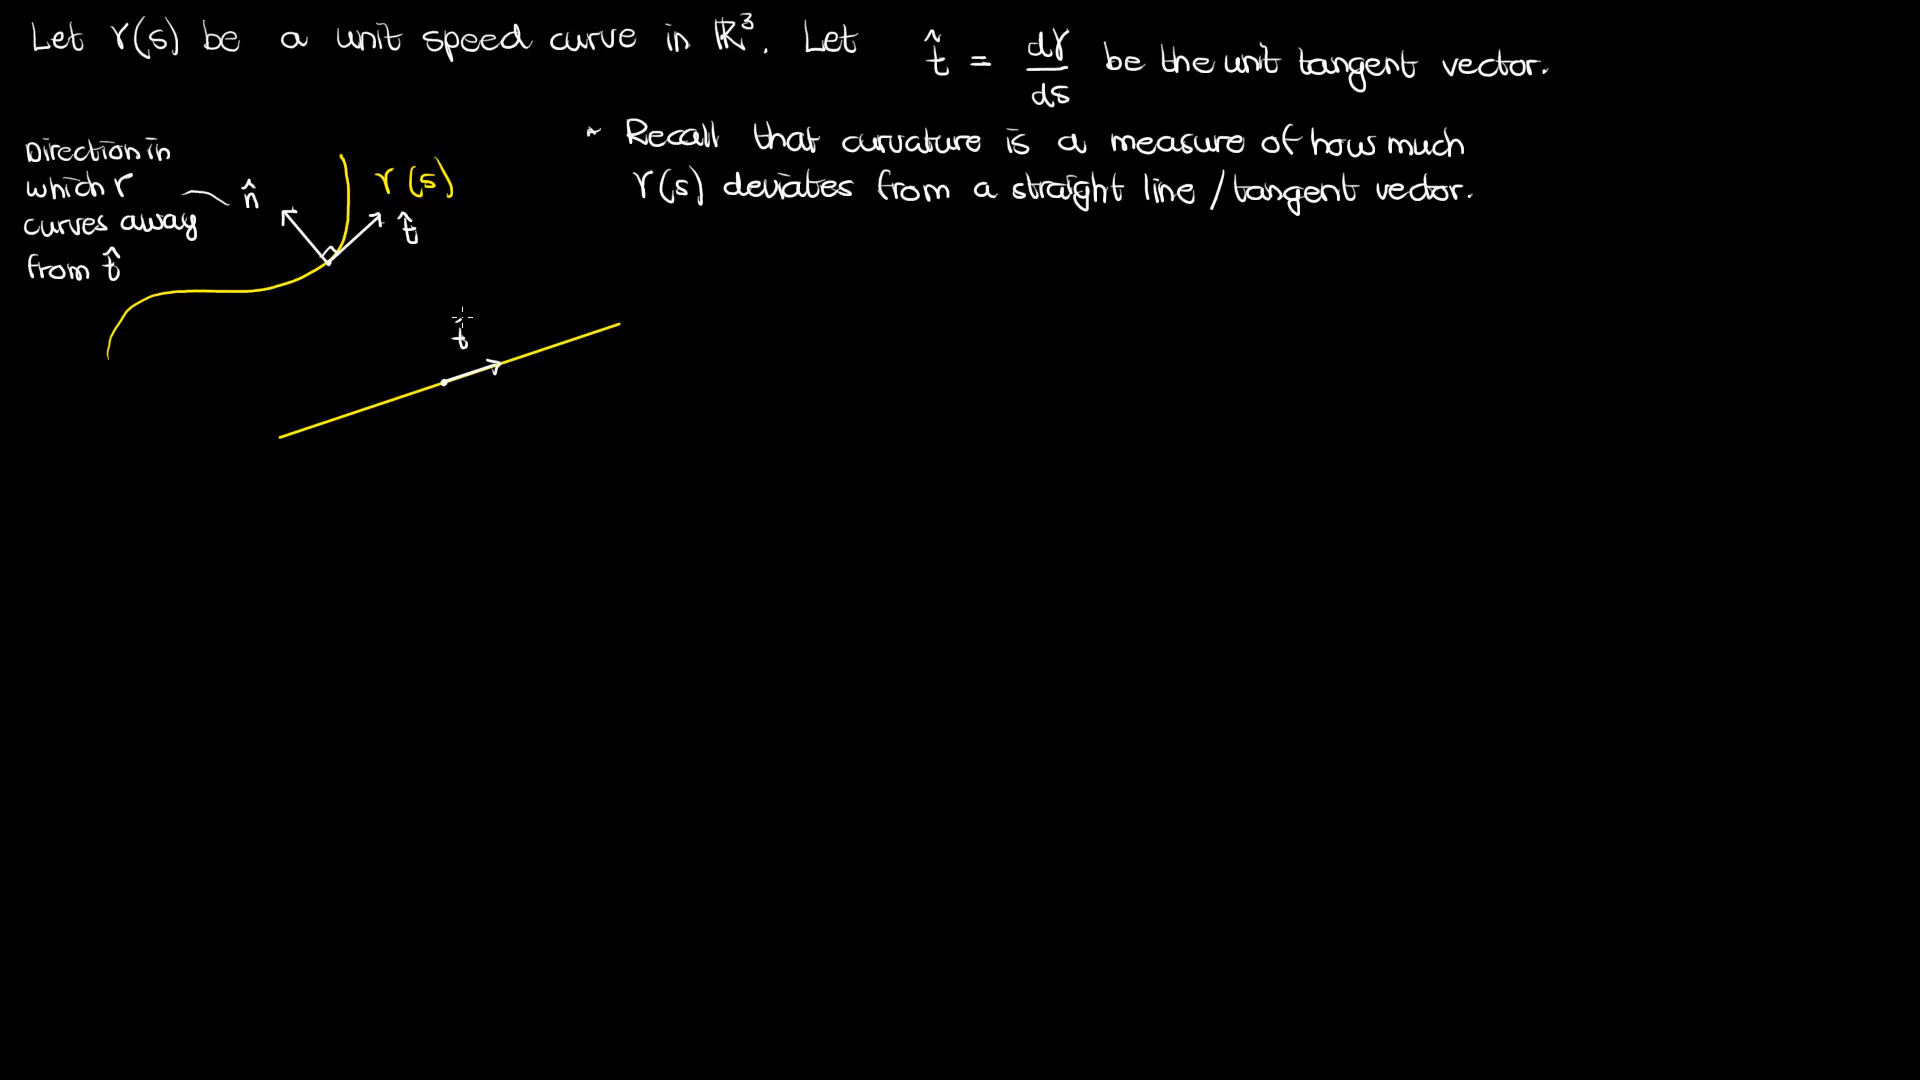 Let γ(s) be a unit speed curve in ℝ³. Let t̂ = dγ/ds be the unit tangent vector.
~ Recall that curvature is a measure of how much
γ(s) deviates from a straight line / tangent vector.
Direction in
which γ
curves away
from t̂
n̂
γ(s)
t̂
t̂